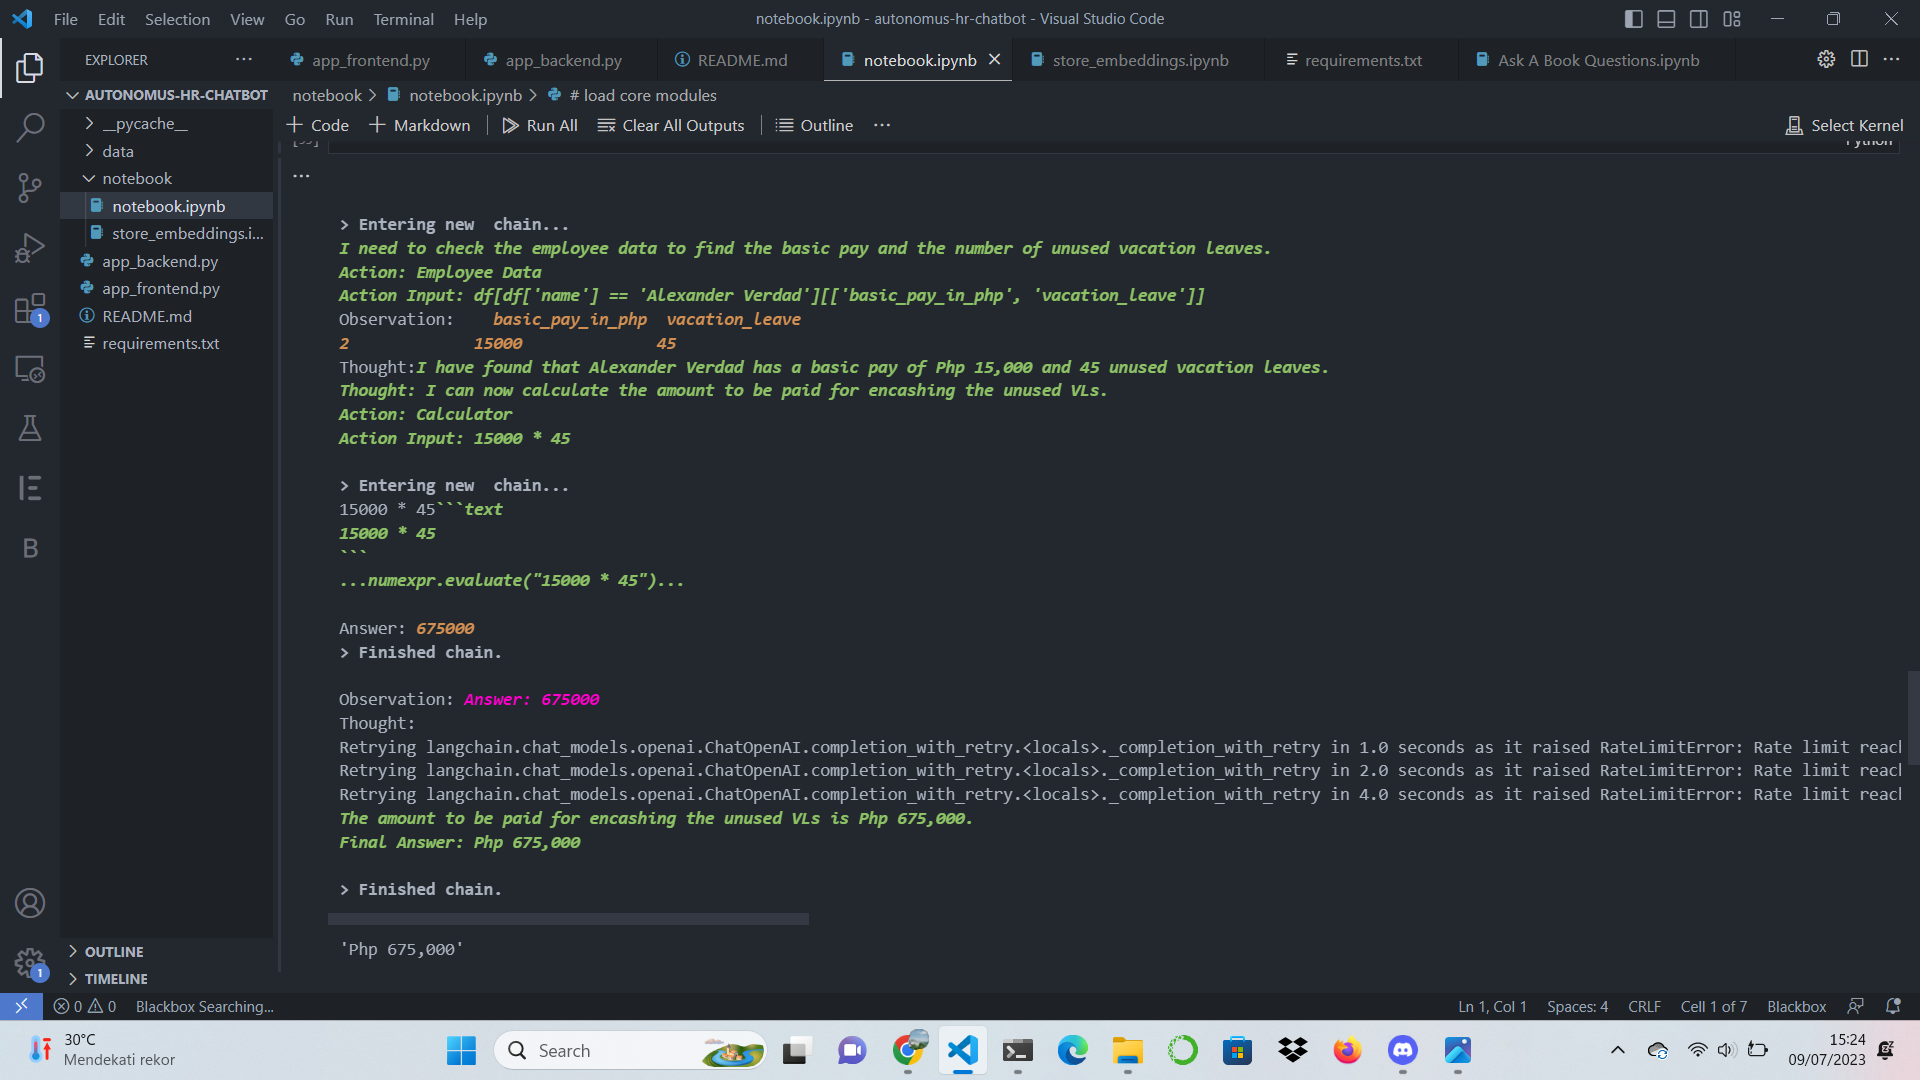 File Edit Selection View Go Run Terminal Help
notebook.ipynb - autonomus-hr-chatbot - Visual Studio Code
EXPLORER ...
app_frontend.py
app_backend.py
README.md
notebook.ipynb
store_embeddings.ipynb
requirements.txt
Ask A Book Questions.ipynb
AUTONOMUS-HR-CHATBOT
__pycache__
data
notebook
notebook.ipynb
store_embeddings.i...
app_backend.py
app_frontend.py
README.md
requirements.txt
notebook > notebook.ipynb > # load core modules
+ Code + Markdown Run All Clear All Outputs Outline ...
Select Kernel
Python
...
> Entering new  chain...
I need to check the employee data to find the basic pay and the number of unused vacation leaves.
Action: Employee Data
Action Input: df[df['name'] == 'Alexander Verdad'][['basic_pay_in_php', 'vacation_leave']]
Observation:    basic_pay_in_php  vacation_leave
2             15000              45
Thought:I have found that Alexander Verdad has a basic pay of Php 15,000 and 45 unused vacation leaves.
Thought: I can now calculate the amount to be paid for encashing the unused VLs.
Action: Calculator
Action Input: 15000 * 45
> Entering new  chain...
15000 * 45```text
15000 * 45
```
...numexpr.evaluate("15000 * 45")...
Answer: 675000
> Finished chain.
Observation: Answer: 675000
Thought:
Retrying langchain.chat_models.openai.ChatOpenAI.completion_with_retry.<locals>._completion_with_retry in 1.0 seconds as it raised RateLimitError: Rate limit reach
Retrying langchain.chat_models.openai.ChatOpenAI.completion_with_retry.<locals>._completion_with_retry in 2.0 seconds as it raised RateLimitError: Rate limit reach
Retrying langchain.chat_models.openai.ChatOpenAI.completion_with_retry.<locals>._completion_with_retry in 4.0 seconds as it raised RateLimitError: Rate limit reach
The amount to be paid for encashing the unused VLs is Php 675,000.
Final Answer: Php 675,000
> Finished chain.
'Php 675,000'
1
B
1
OUTLINE
TIMELINE
0 0 Blackbox Searching...
Ln 1, Col 1 Spaces: 4 CRLF Cell 1 of 7 Blackbox
30°C
Mendekati rekor
Search
15:24
09/07/2023